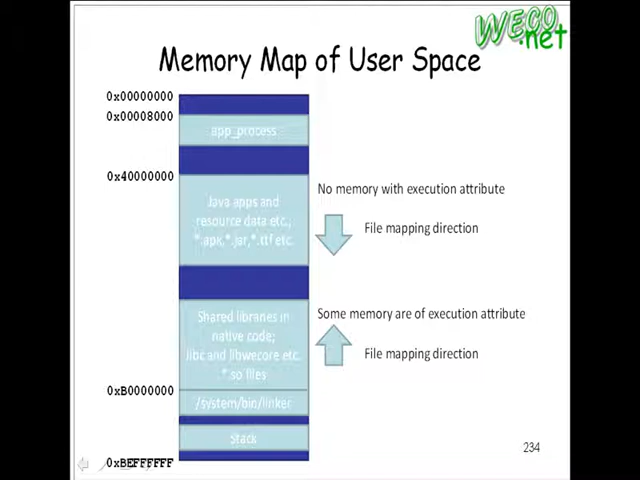 WECO
.net
Memory Map of User Space
0x00000000
0x00008000
app_process
0x40000000
Java apps and
resource data etc.,
*.apk,*.jar,*.ttf etc.
No memory with execution attribute
File mapping direction
Shared libraries in
native code;
libc and libwecore etc.
*.so files
Some memory are of execution attribute
File mapping direction
0xB0000000
/system/bin/linker
Stack
0xBEFFFFFF
234